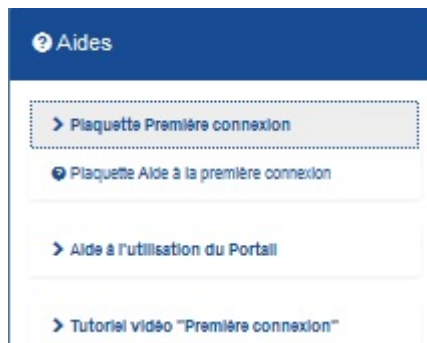 Aides
Plaquette Première connexion
Plaquette Aide à la première connexion
Aide à l'utilisation du Portail
Tutoriel vidéo "Première connexion"